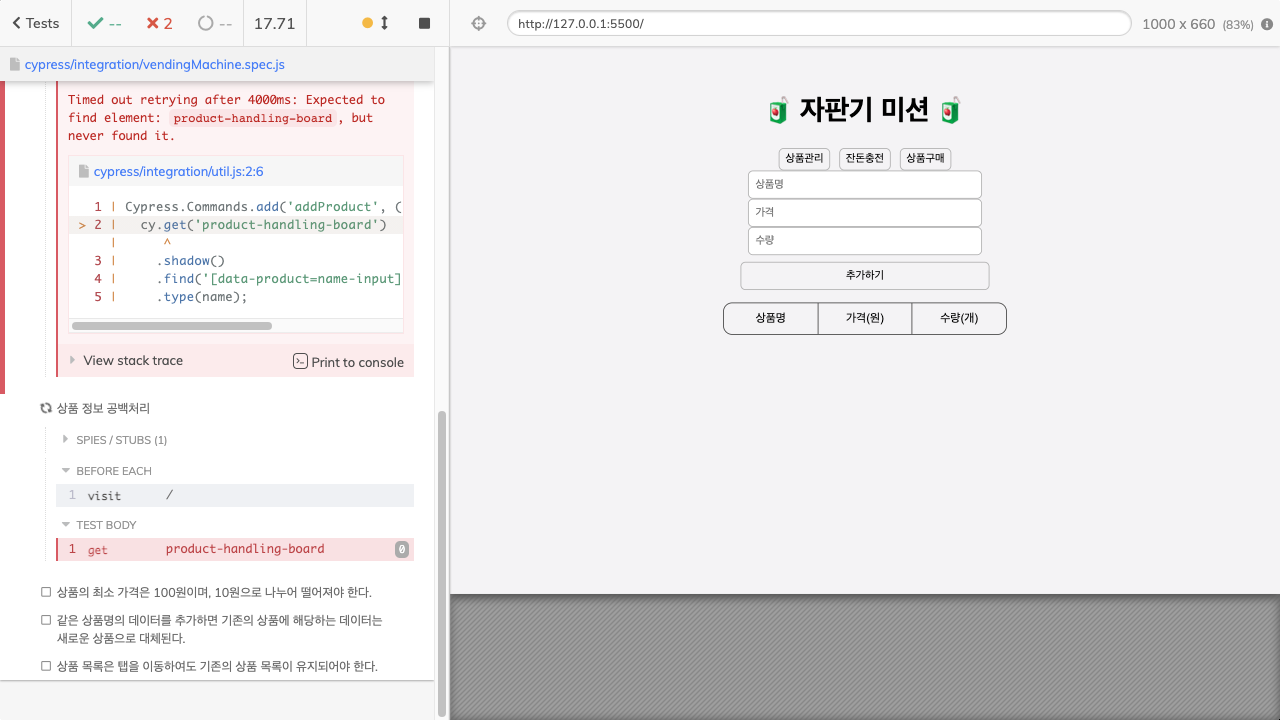 Tests
--
2
--
17.71
http://127.0.0.1:5500/
1000 x 660 (83%)
cypress/integration/vendingMachine.spec.js
Timed out retrying after 4000ms: Expected to
find element: product-handling-board, but
never found it.
cypress/integration/util.js:2:6
1 | Cypress.Commands.add('addProduct', (
> 2 | cy.get('product-handling-board')
| ^
3 | .shadow()
4 | .find('[data-product=name-input]
5 | .type(name);
View stack trace
Print to console
상품 정보 공백처리
SPIES / STUBS (1)
BEFORE EACH
1 visit /
TEST BODY
1 get product-handling-board 0
상품의 최소 가격은 100원이며, 10원으로 나누어 떨어져야 한다.
같은 상품명의 데이터를 추가하면 기존의 상품에 해당하는 데이터는
새로운 상품으로 대체된다.
상품 목록은 탭을 이동하여도 기존의 상품 목록이 유지되어야 한다.
🧃 자판기 미션 🧃
상품관리 잔돈충전 상품구매
상품명
가격
수량
추가하기
상품명 가격(원) 수량(개)